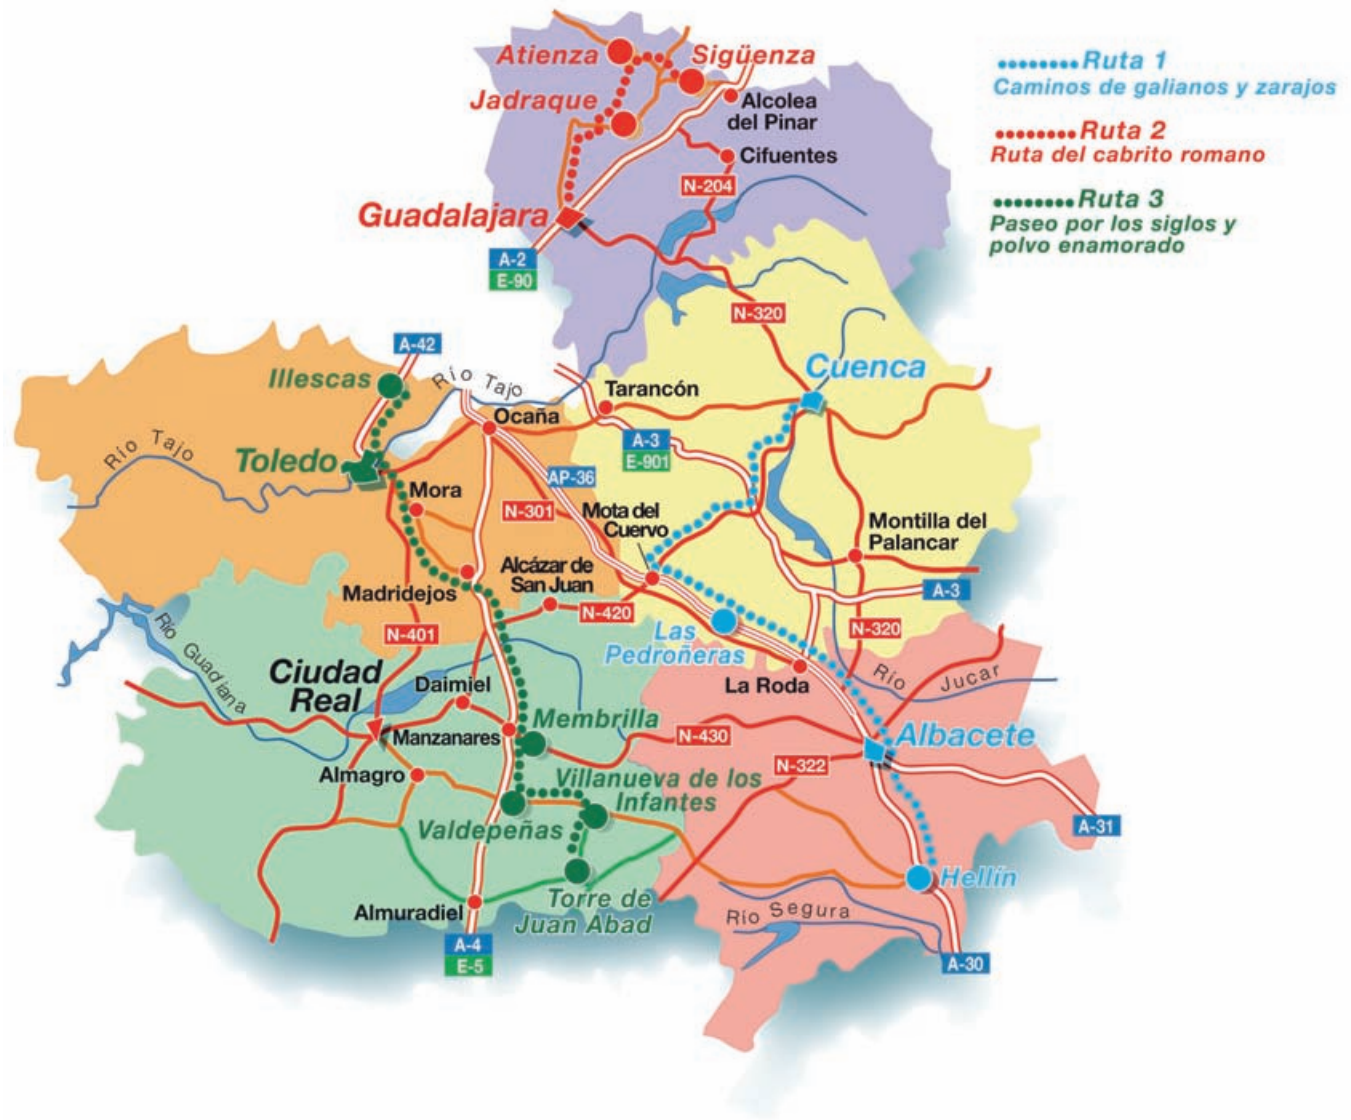 Atienza
Sigüenza
Jadraque
Alcolea
del Pinar
Cifuentes
N-204
Guadalajara
A-2
E-90
N-320
Ruta 1
Caminos de galianos y zarajos
Ruta 2
Ruta del cabrito romano
Ruta 3
Paseo por los siglos y
polvo enamorado
A-42
Illescas
Río Tajo
Cuenca
Tarancón
Ocaña
A-3
E-901
Río Tajo
Toledo
AP-36
Mora
N-301
Mota del
Cuervo
Montilla del
Palancar
Alcázar de
San Juan
Madridejos
N-420
A-3
N-401
Las
Pedroñeras
N-320
Río Guadiana
Ciudad
Real
Daimiel
La Roda
Río Jucar
Membrilla
Manzanares
N-430
Albacete
Almagro
Villanueva de los
Infantes
N-322
Valdepeñas
A-31
Hellín
Torre de
Juan Abad
Almuradiel
Río Segura
A-4
E-5
A-30